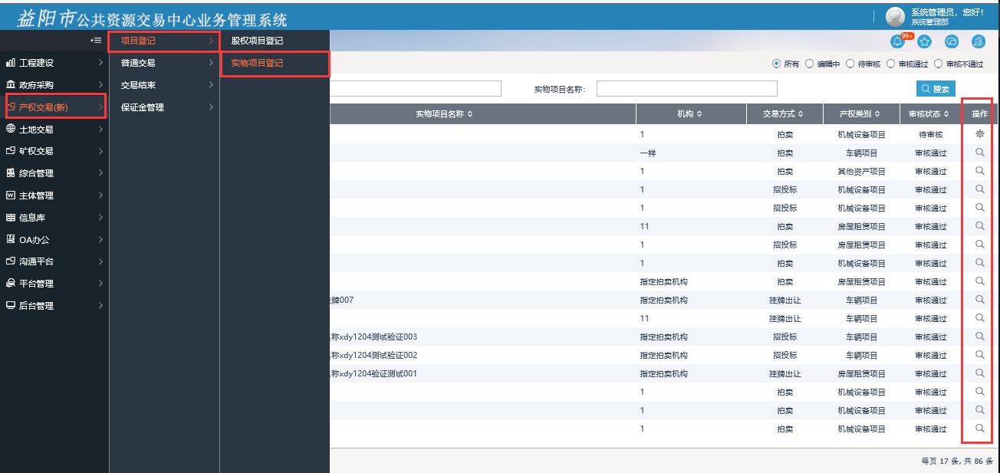 益阳市公共资源交易中心业务管理系统
系统管理员，您好！
系统管理部
99+
工程建设
政府采购
产权交易(新)
土地交易
矿权交易
综合管理
主体管理
信息库
OA办公
沟通平台
平台管理
后台管理
项目登记
普通交易
交易结束
保证金管理
股权项目登记
实物项目登记
所有 编辑中 待审核 审核通过 审核不通过
实物项目名称： 搜索
实物项目名称 机构 交易方式 产权类别 审核状态 操作
1 拍卖 机械设备项目 待审核
一样 拍卖 车辆项目 审核通过
1 拍卖 其他资产项目 审核通过
1 招投标 机械设备项目 审核通过
1 招投标 机械设备项目 审核通过
11 拍卖 房屋租赁项目 审核通过
1 招投标 房屋租赁项目 审核通过
1 拍卖 机械设备项目 审核通过
指定拍卖机构 拍卖 房屋租赁项目 审核通过
牌007 指定拍卖机构 挂牌出让 车辆项目 审核通过
11 挂牌出让 车辆项目 审核通过
称xdy1204测试验证003 指定拍卖机构 招投标 车辆项目 审核通过
称xdy1204测试验证002 指定拍卖机构 招投标 车辆项目 审核通过
称xdy1204验证测试001 指定拍卖机构 挂牌出让 房屋租赁项目 审核通过
1 拍卖 机械设备项目 审核通过
1 拍卖 机械设备项目 审核通过
1 拍卖 机械设备项目 审核通过
每页 17 条, 共 86 条